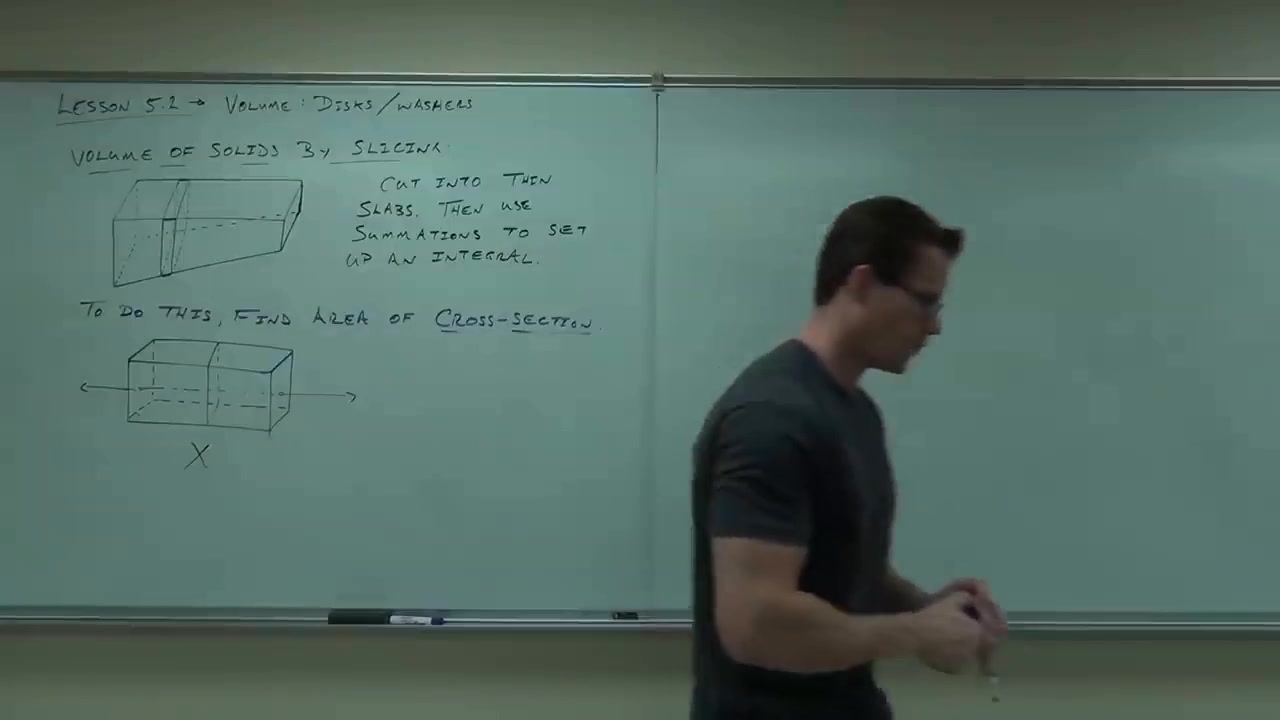 LESSON 5.2 → VOLUME: DISKS/WASHERS
VOLUME OF SOLIDS BY SLICING.
CUT INTO THIN
SLABS. THEN USE
SUMMATIONS TO SET
UP AN INTEGRAL.
TO DO THIS, FIND AREA OF CROSS-SECTION.
X